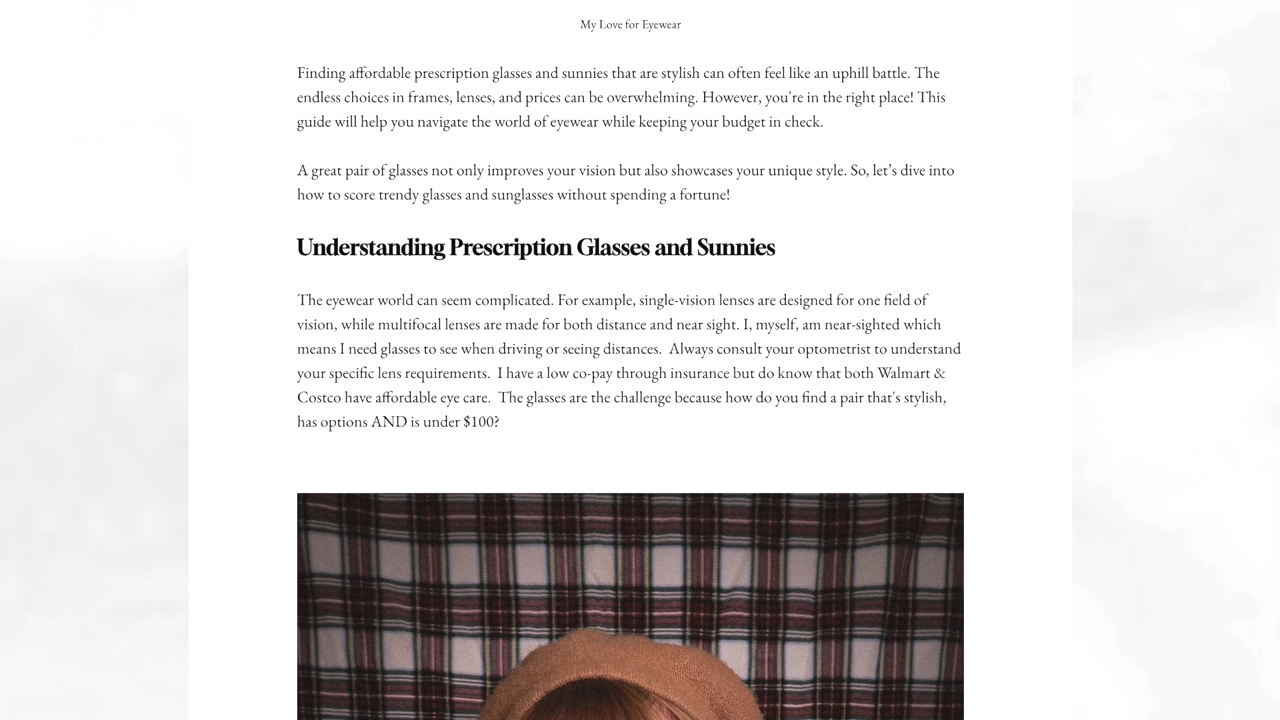 My Love for Eyewear
Finding affordable prescription glasses and sunnies that are stylish can often feel like an uphill battle. The
endless choices in frames, lenses, and prices can be overwhelming. However, you're in the right place! This
guide will help you navigate the world of eyewear while keeping your budget in check.
A great pair of glasses not only improves your vision but also showcases your unique style. So, let’s dive into
how to score trendy glasses and sunglasses without spending a fortune!
Understanding Prescription Glasses and Sunnies
The eyewear world can seem complicated. For example, single-vision lenses are designed for one field of
vision, while multifocal lenses are made for both distance and near sight. I, myself, am near-sighted which
means I need glasses to see when driving or seeing distances.  Always consult your optometrist to understand
your specific lens requirements.  I have a low co-pay through insurance but do know that both Walmart &
Costco have affordable eye care.  The glasses are the challenge because how do you find a pair that's stylish,
has options AND is under $100?